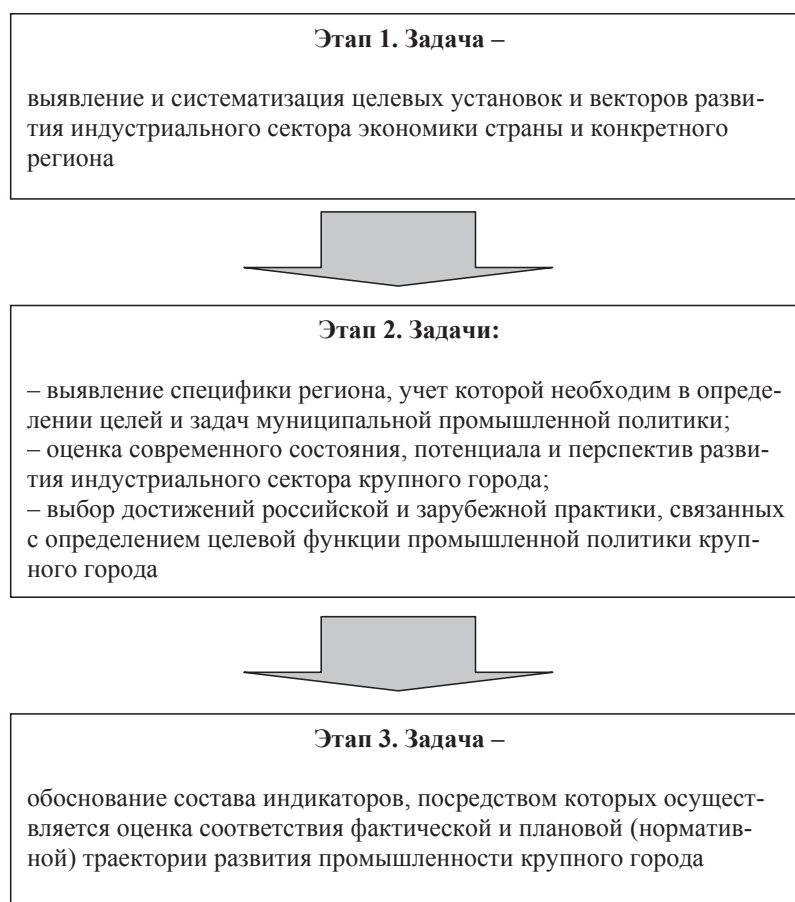 Этап 1. Задача –
выявление и систематизация целевых установок и векторов разви-
тия индустриального сектора экономики страны и конкретного
региона
Этап 2. Задачи:
– выявление специфики региона, учет которой необходим в опреде-
лении целей и задач муниципальной промышленной политики;
– оценка современного состояния, потенциала и перспектив разви-
тия индустриального сектора крупного города;
– выбор достижений российской и зарубежной практики, связанных
с определением целевой функции промышленной политики круп-
ного города
Этап 3. Задача –
обоснование состава индикаторов, посредством которых осущест-
вляется оценка соответствия фактической и плановой (норматив-
ной) траектории развития промышленности крупного города